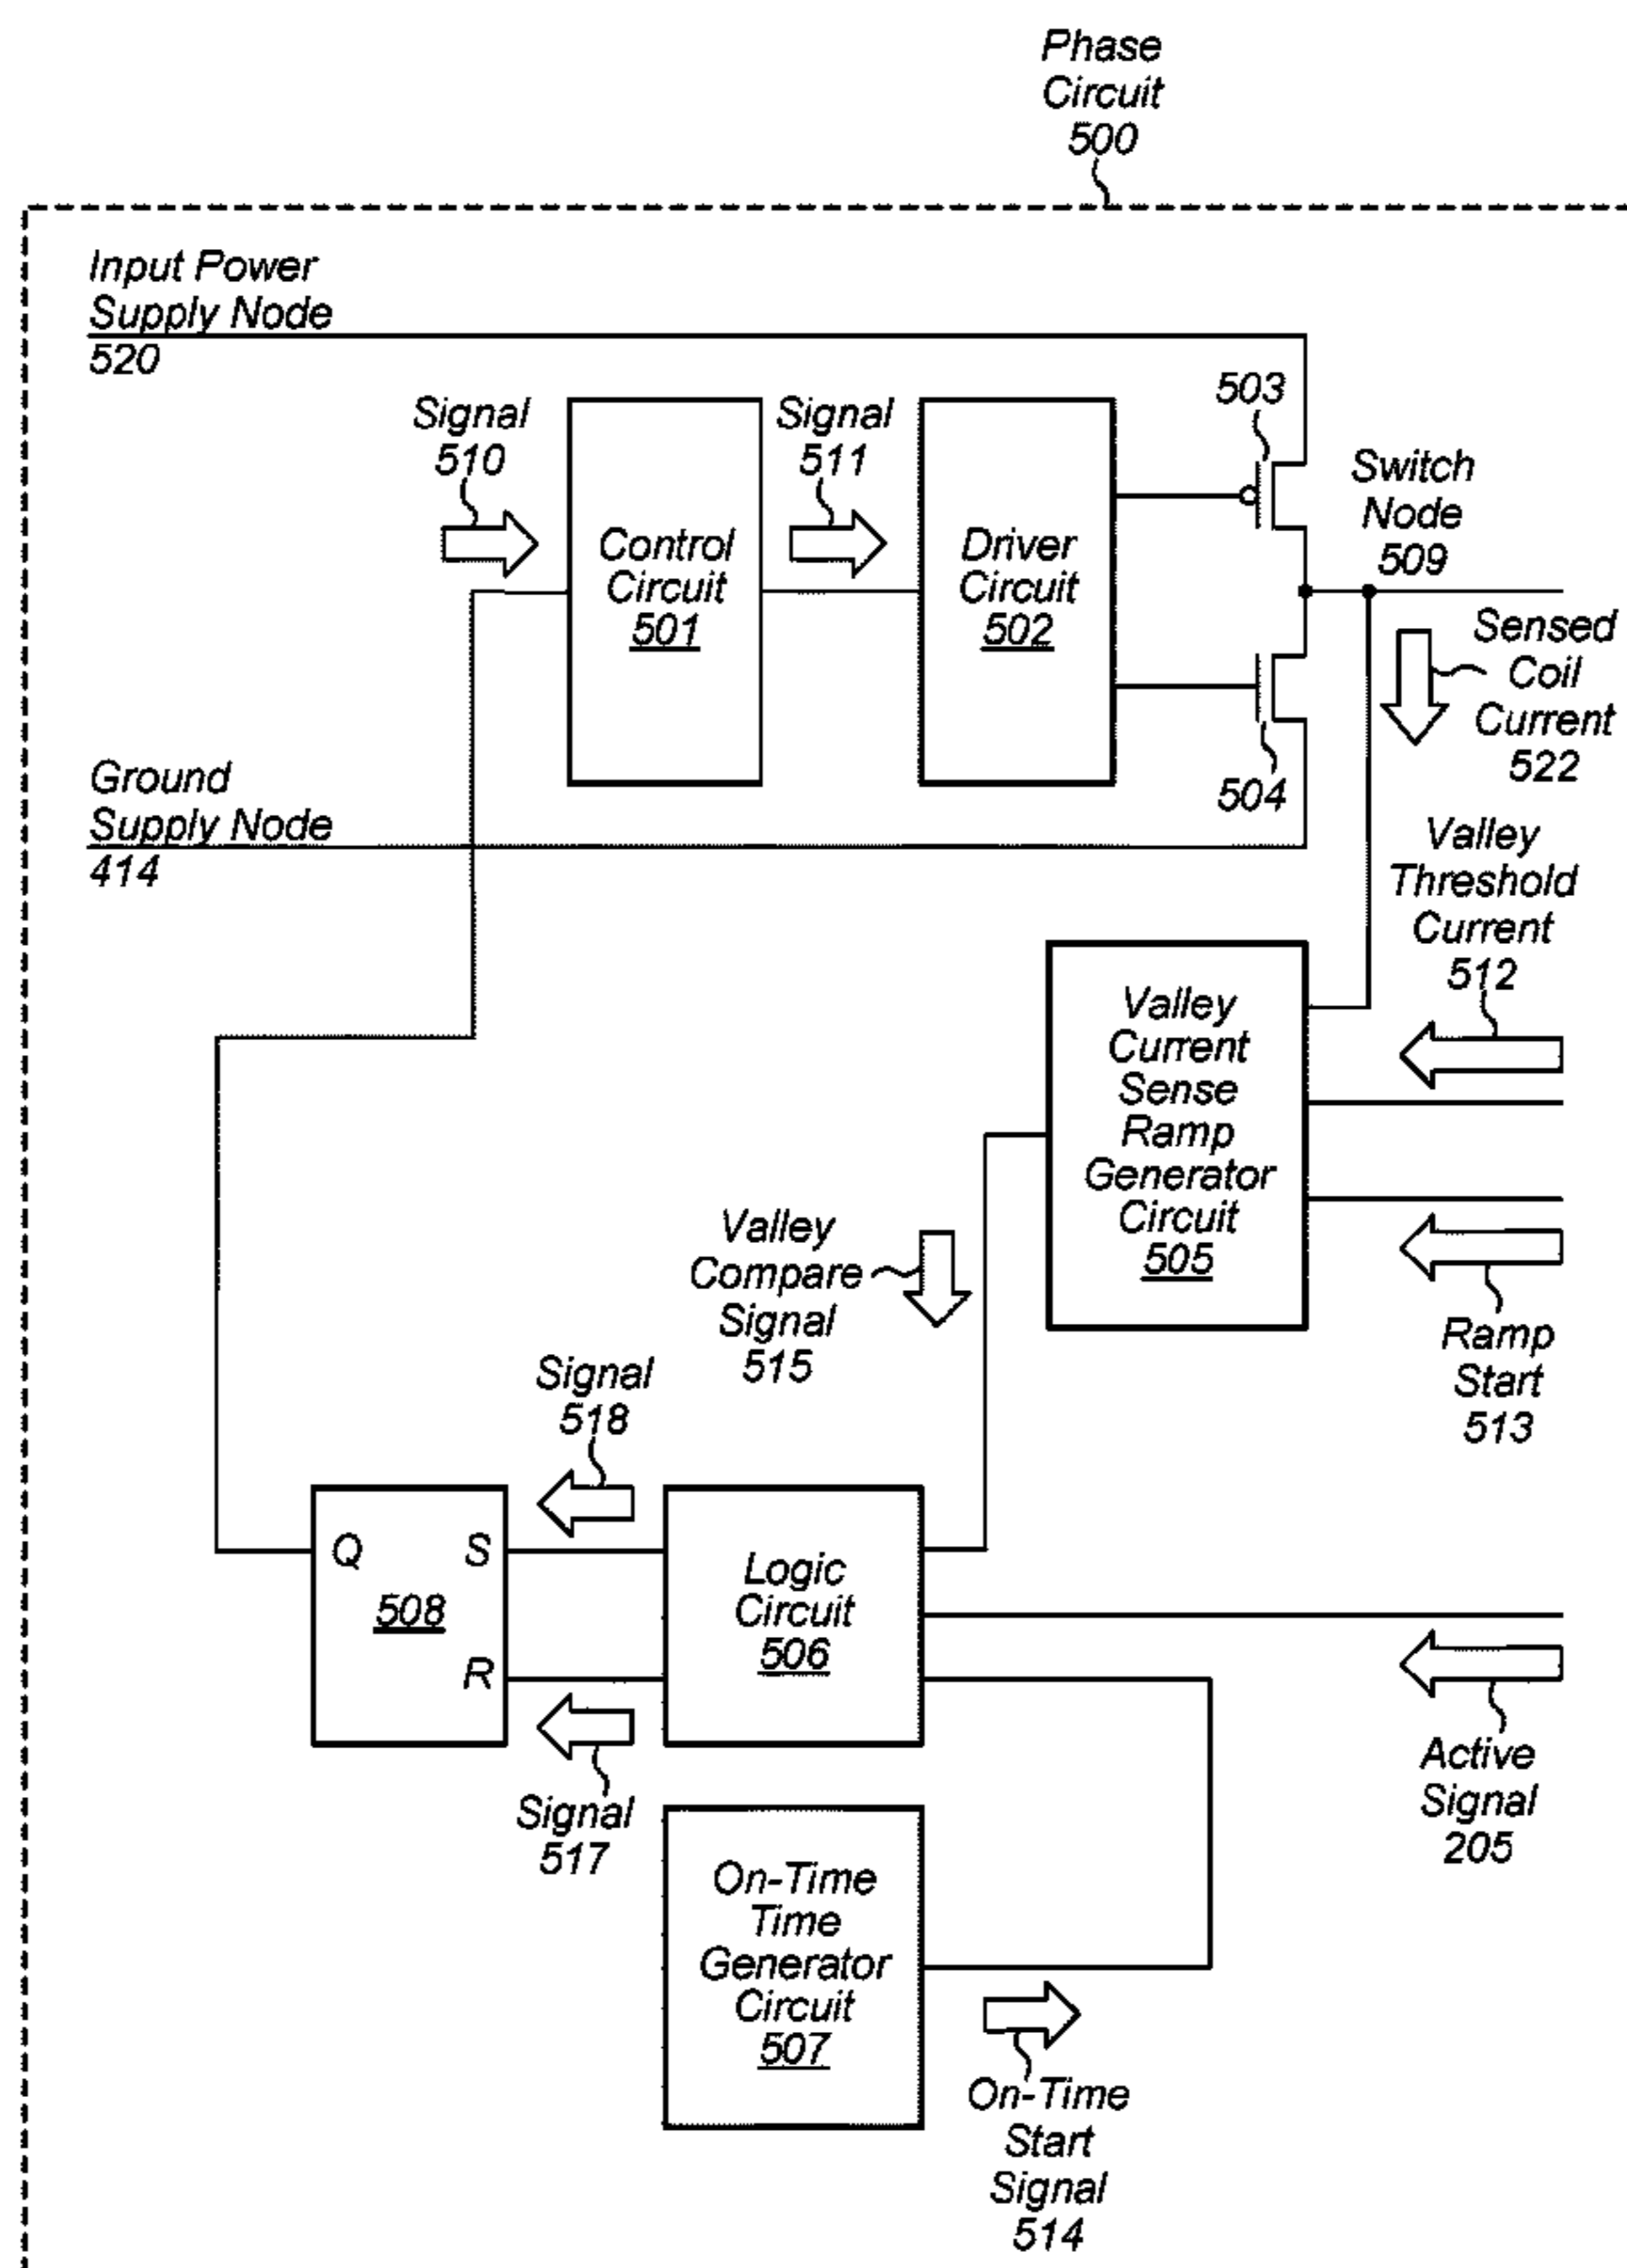 Phase
Circuit
500
Input Power
Supply Node
520
Signal
510
Signal
511
503
Control
Circuit
501
Driver
Circuit
502
Switch
Node
509
Sensed
Coil
Current
522
504
Ground
Supply Node
414
Valley
Threshold
Current
512
Valley
Current
Sense
Ramp
Generator
Circuit
505
Valley
Compare
Signal
515
Ramp
Start
513
Signal
518
Q
S
508
R
Logic
Circuit
506
Signal
517
Active
Signal
205
On-Time
Time
Generator
Circuit
507
On-Time
Start
Signal
514